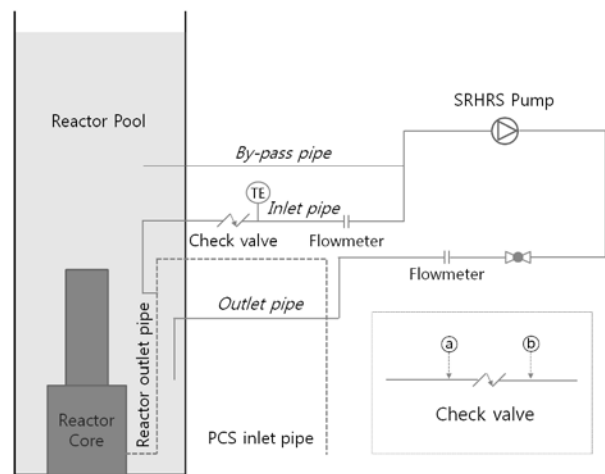 SRHRS Pump
Reactor Pool
By-pass pipe
TE
Inlet pipe
Check valve
Flowmeter
Flowmeter
Outlet pipe
Reactor outlet pipe
a
b
Check valve
Reactor
Core
PCS inlet pipe